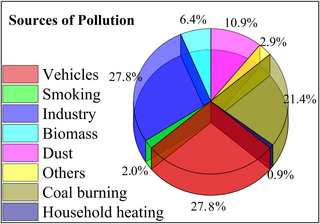 Sources of Pollution
6.4%
10.9%
2.9%
27.8%
21.4%
2.0%
0.9%
27.8%
Vehicles
Smoking
Industry
Biomass
Dust
Others
Coal burning
Household heating